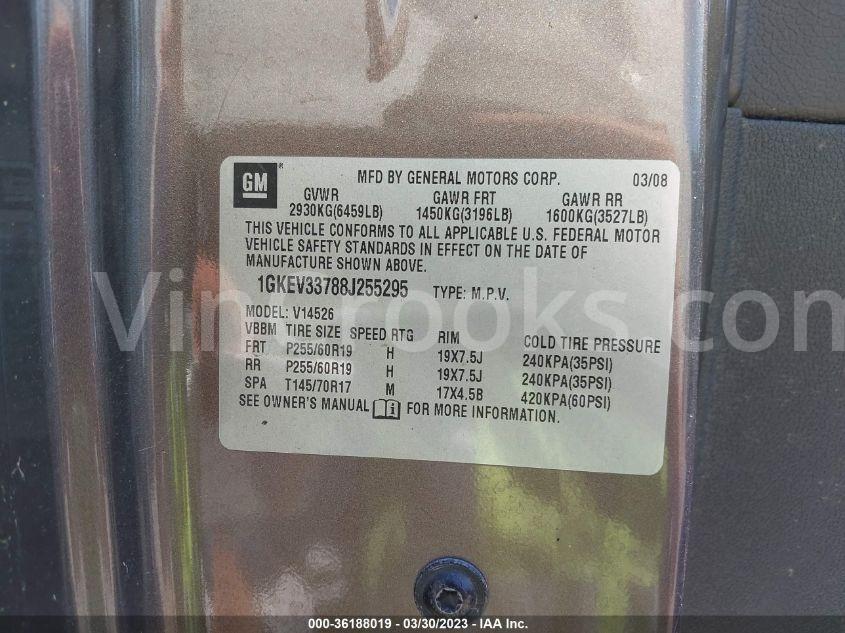 GM ®
MFD BY GENERAL MOTORS CORP. 03/08
GVWR GAWR FRT GAWR RR
2930KG(6459LB) 1450KG(3196LB) 1600KG(3527LB)
THIS VEHICLE CONFORMS TO ALL APPLICABLE U.S. FEDERAL MOTOR
VEHICLE SAFETY STANDARDS IN EFFECT ON THE DATE OF
MANUFACTURE SHOWN ABOVE.
1GKEV33788J255295 TYPE: M.P.V.
MODEL: V14526
VBBM TIRE SIZE SPEED RTG RIM COLD TIRE PRESSURE
FRT P255/60R19 H 19X7.5J 240KPA(35PSI)
RR P255/60R19 H 19X7.5J 240KPA(35PSI)
SPA T145/70R17 M 17X4.5B 420KPA(60PSI)
SEE OWNER'S MANUAL FOR MORE INFORMATION.
VinCrooks.com
000-36188019 - 03/30/2023 - IAA Inc.